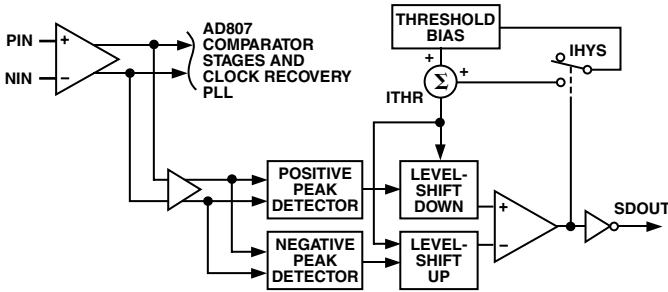 PIN
NIN
+
−
AD807
COMPARATOR
STAGES AND
CLOCK RECOVERY
PLL
THRESHOLD
BIAS
+
+
Σ
ITHR
IHYS
POSITIVE
PEAK
DETECTOR
LEVEL-
SHIFT
DOWN
NEGATIVE
PEAK
DETECTOR
LEVEL-
SHIFT
UP
+
−
SDOUT